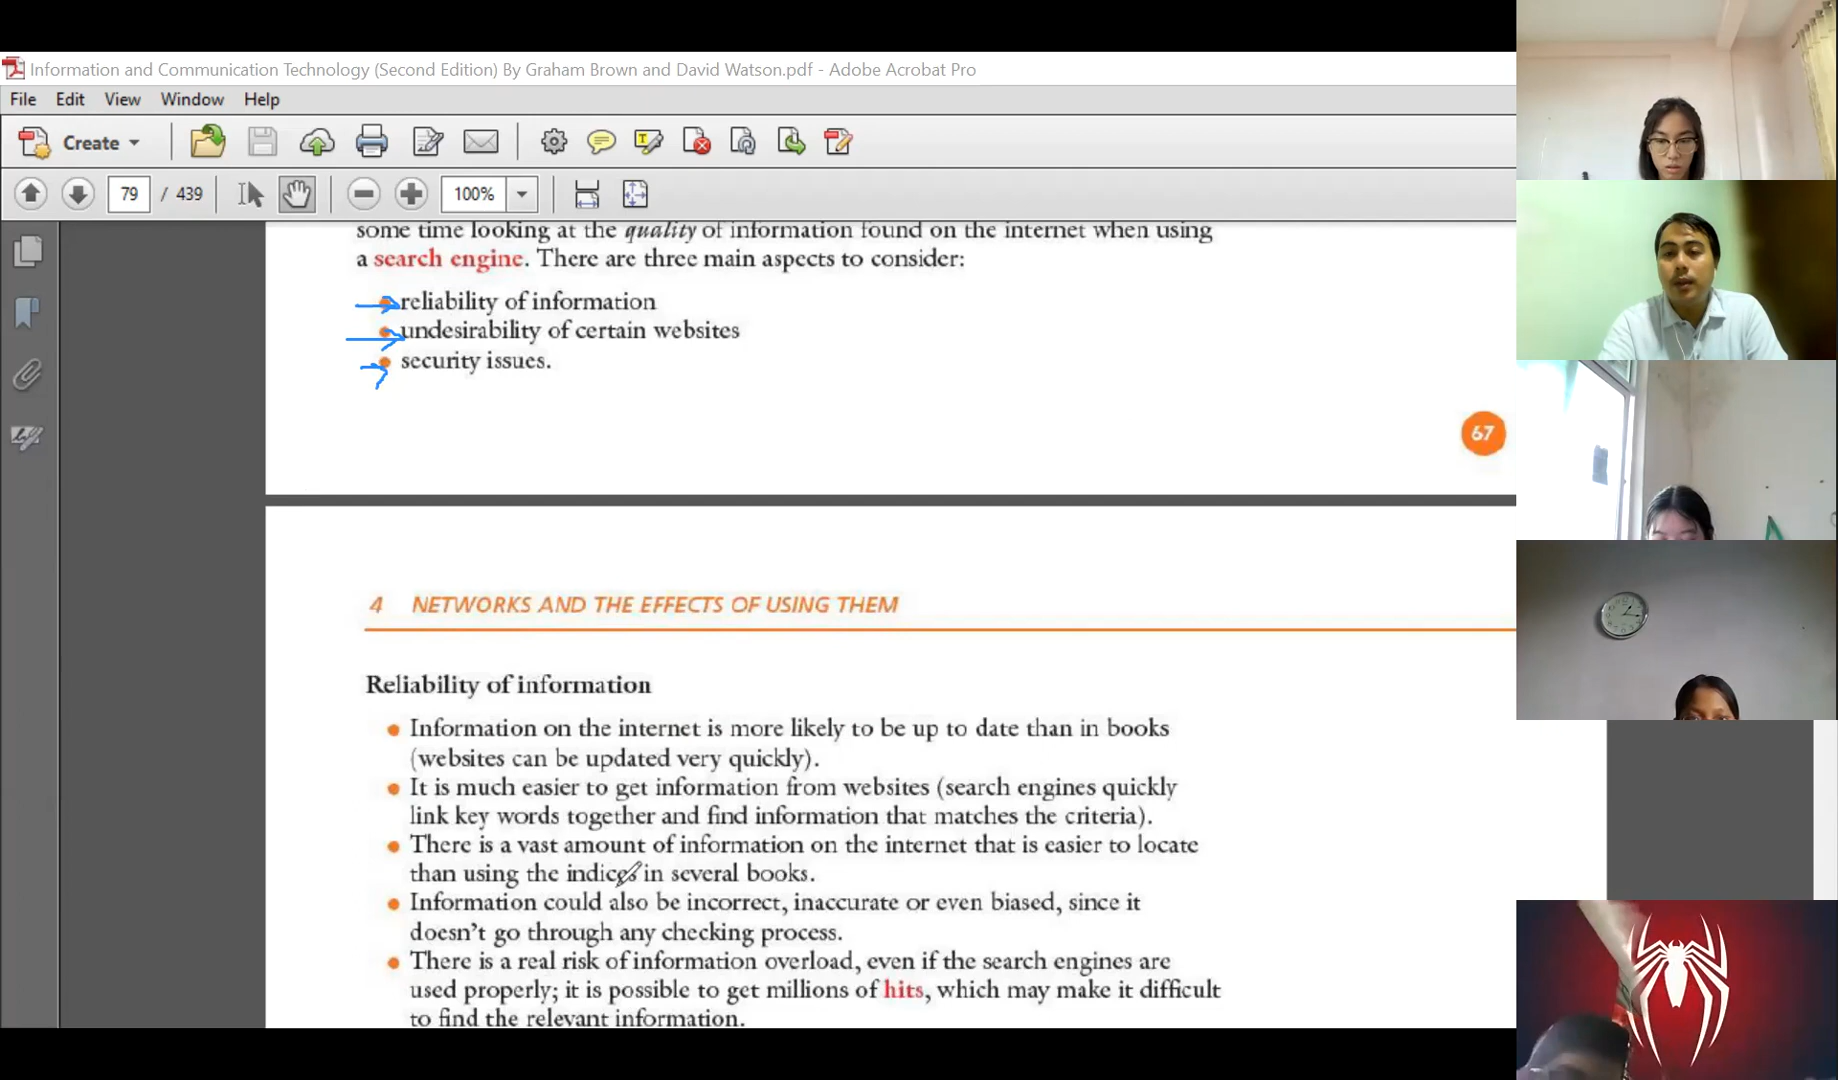 Information and Communication Technology (Second Edition) By Graham Brown and David Watson.pdf - Adobe Acrobat Pro
File Edit View Window Help
Create
79 / 439 100%
some time looking at the quality of information found on the internet when using
a search engine. There are three main aspects to consider:
reliability of information
undesirability of certain websites
security issues.
67
4 NETWORKS AND THE EFFECTS OF USING THEM
Reliability of information
Information on the internet is more likely to be up to date than in books
(websites can be updated very quickly).
It is much easier to get information from websites (search engines quickly
link key words together and find information that matches the criteria).
There is a vast amount of information on the internet that is easier to locate
than using the indices in several books.
Information could also be incorrect, inaccurate or even biased, since it
doesn't go through any checking process.
There is a real risk of information overload, even if the search engines are
used properly; it is possible to get millions of hits, which may make it difficult
to find the relevant information.